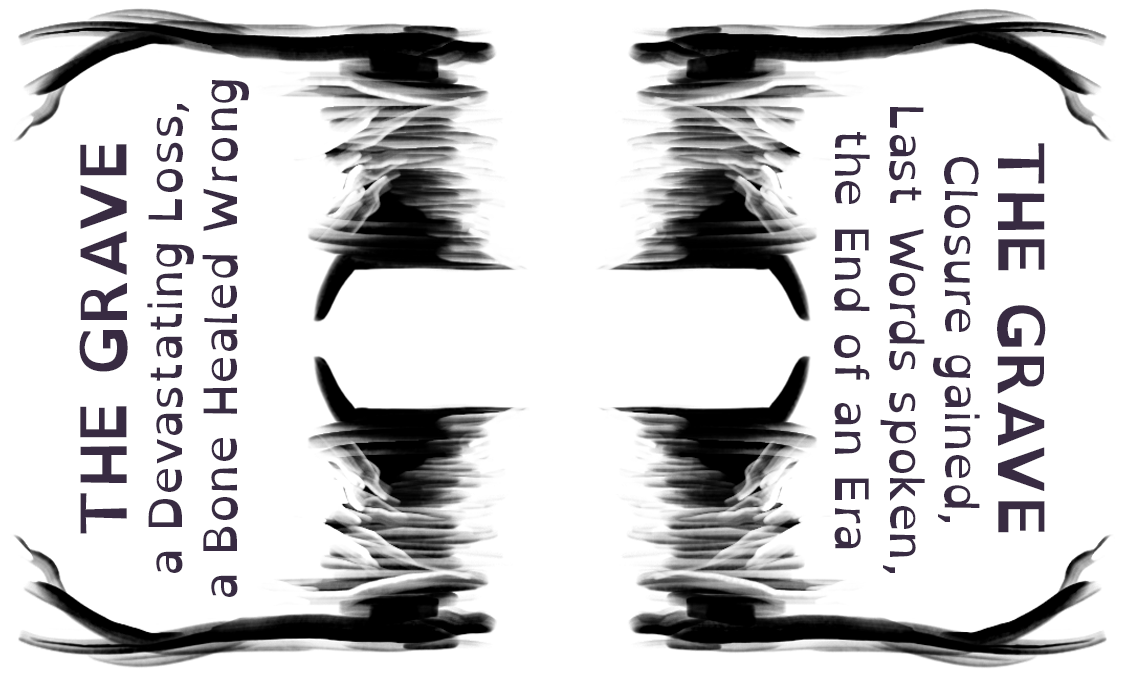 THE GRAVE
a Devastating Loss,
a Bone Healed Wrong
THE GRAVE
Closure gained,
Last Words spoken,
the End of an Era